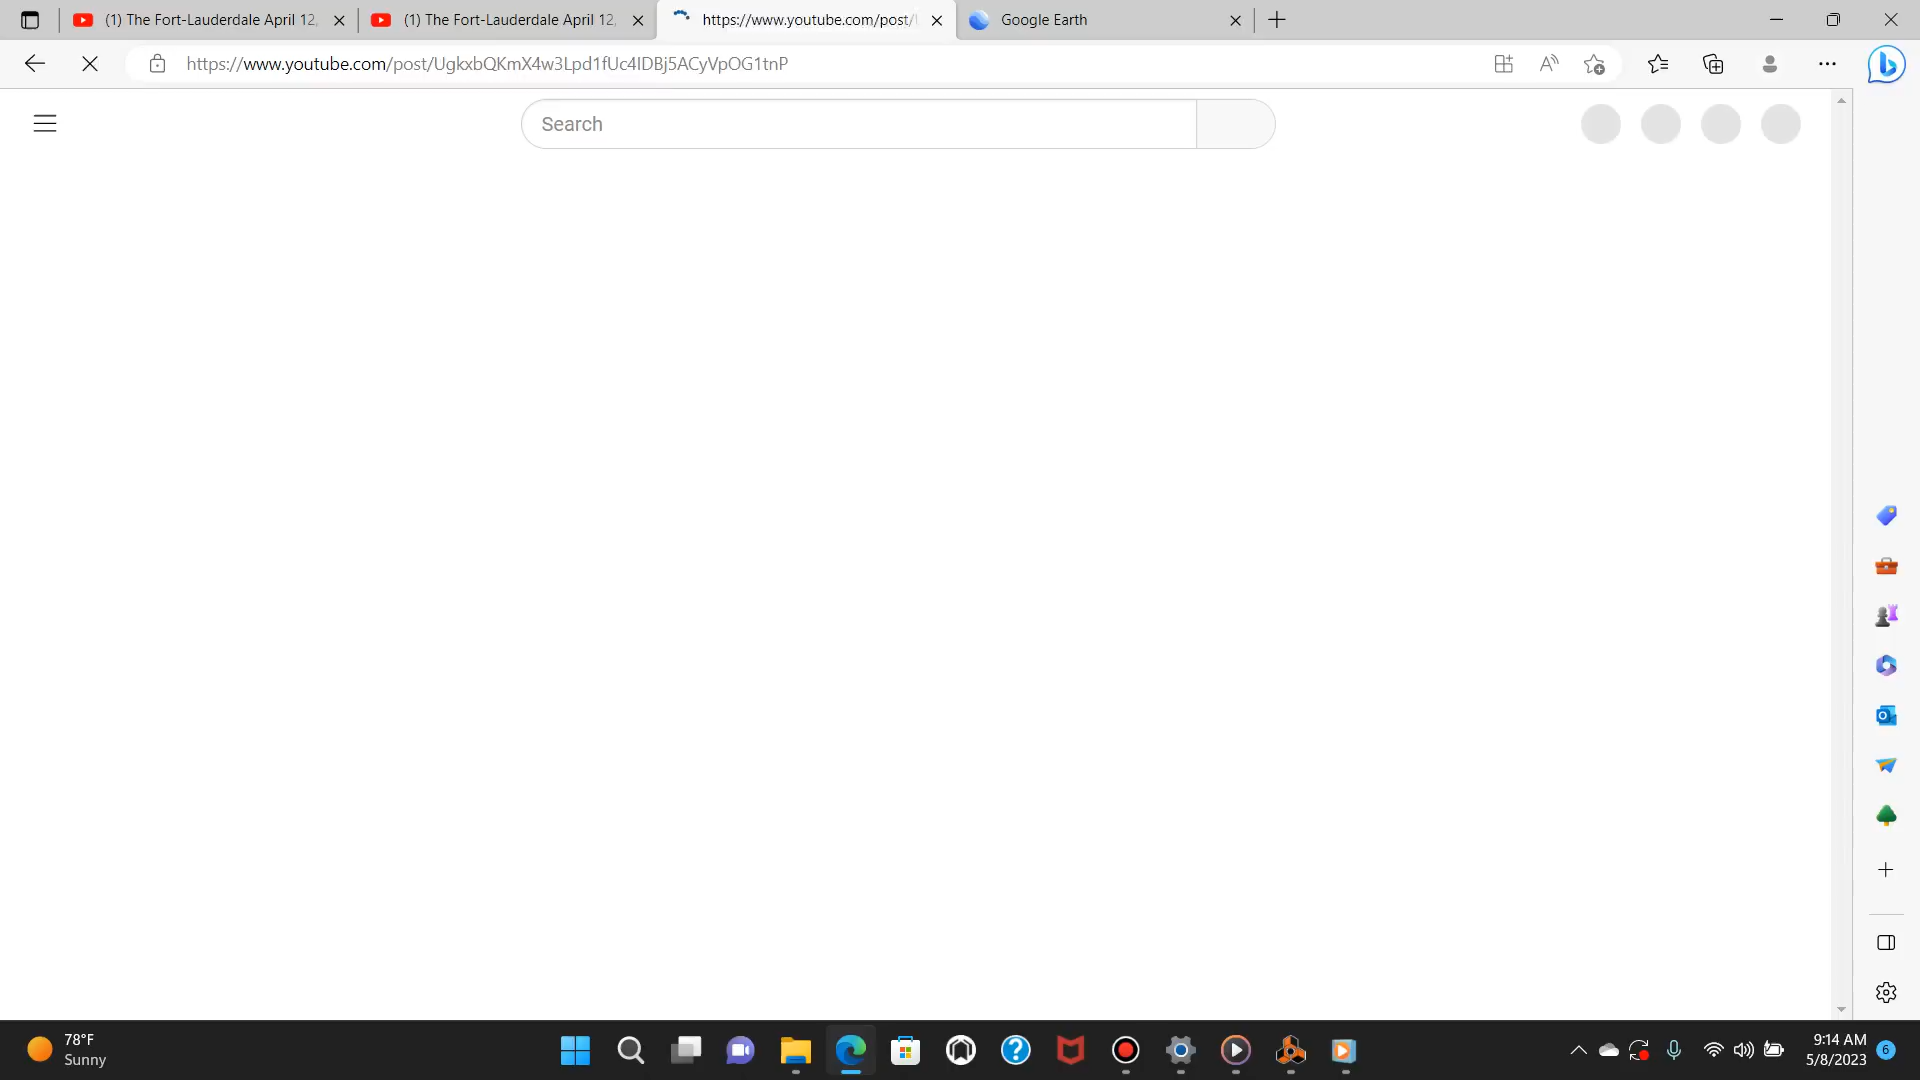 (1) The Fort-Lauderdale April 12,
(1) The Fort-Lauderdale April 12,
https://www.youtube.com/post/
Google Earth
https://www.youtube.com/post/UgkxbQKmX4w3Lpd1fUc4IDBj5ACyVpOG1tnP
Search
78°F
Sunny
9:14 AM
5/8/2023
6